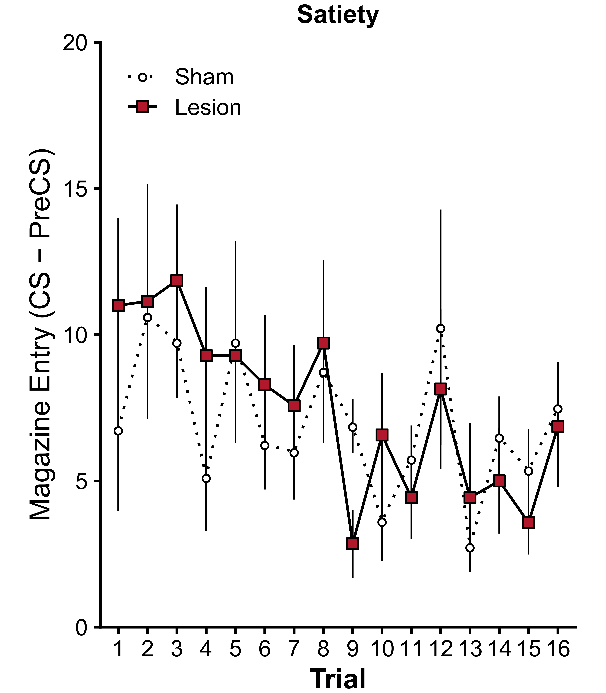 Satiety
20
Sham
Lesion
15
Magazine Entry (CS − PreCS)
10
5
0
1 2 3 4 5 6 7 8 9 10 11 12 13 14 15 16
Trial